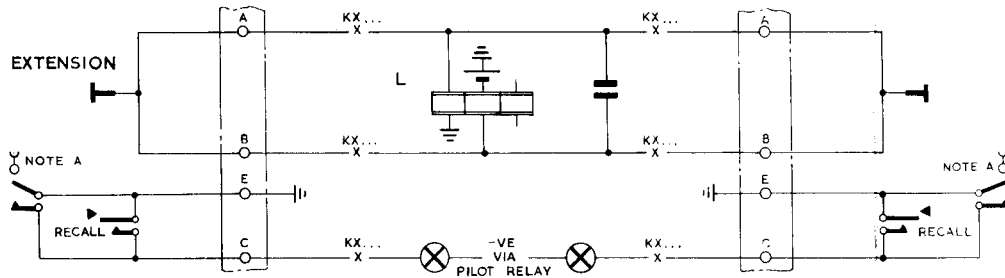 A KX... KX... A
X X
EXTENSION
L
B KX... KX... B
X X
NOTE A E E NOTE A
RECALL RECALL
C KX... -VE KX... C
X VIA X
PILOT RELAY